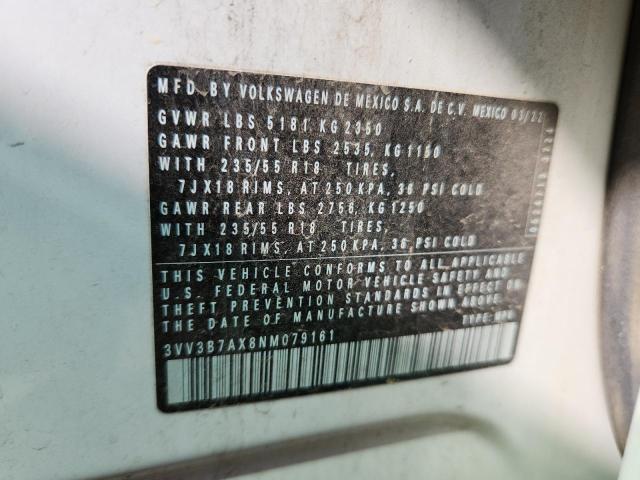 MFD. BY VOLKSWAGEN DE MEXICO S.A. DE C.V. MEXICO 03/22
GVWR LBS 5181, KG 2350
GAWR FRONT LBS 2535, KG 1150
WITH 235/55 R18 TIRES,
7JX18 RIMS, AT 250 KPA, 36 PSI COLD
GAWR REAR LBS 2756, KG 1250
WITH 235/55 R18 TIRES,
7JX18 RIMS, AT 250 KPA, 36 PSI COLD
THIS VEHICLE CONFORMS TO ALL APPLICABLE
U.S. FEDERAL MOTOR VEHICLE SAFETY AND
THEFT PREVENTION STANDARDS IN EFFECT ON
THE DATE OF MANUFACTURE SHOWN ABOVE.
TYPE:
3VV3B7AX8NM079161